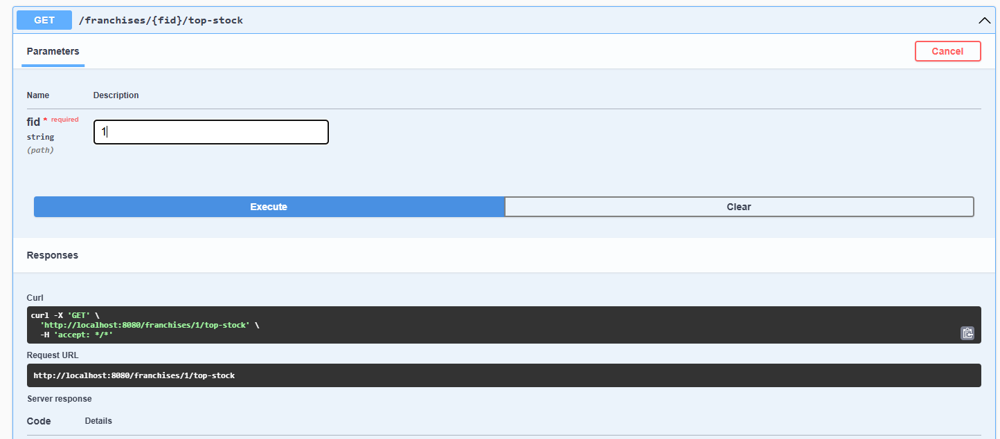 GET /franchises/{fid}/top-stock
Parameters
Cancel
Name Description
fid * required
string
(path)
1
Execute
Clear
Responses
Curl
curl -X 'GET' \
'http://localhost:8080/franchises/1/top-stock' \
-H 'accept: */*'
Request URL
http://localhost:8080/franchises/1/top-stock
Server response
Code Details